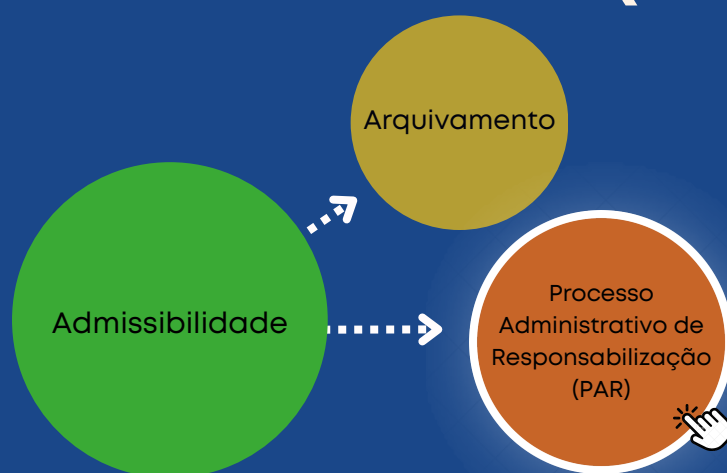 Arquivamento
Admissibilidade
Processo
Administrativo de
Responsabilização
(PAR)